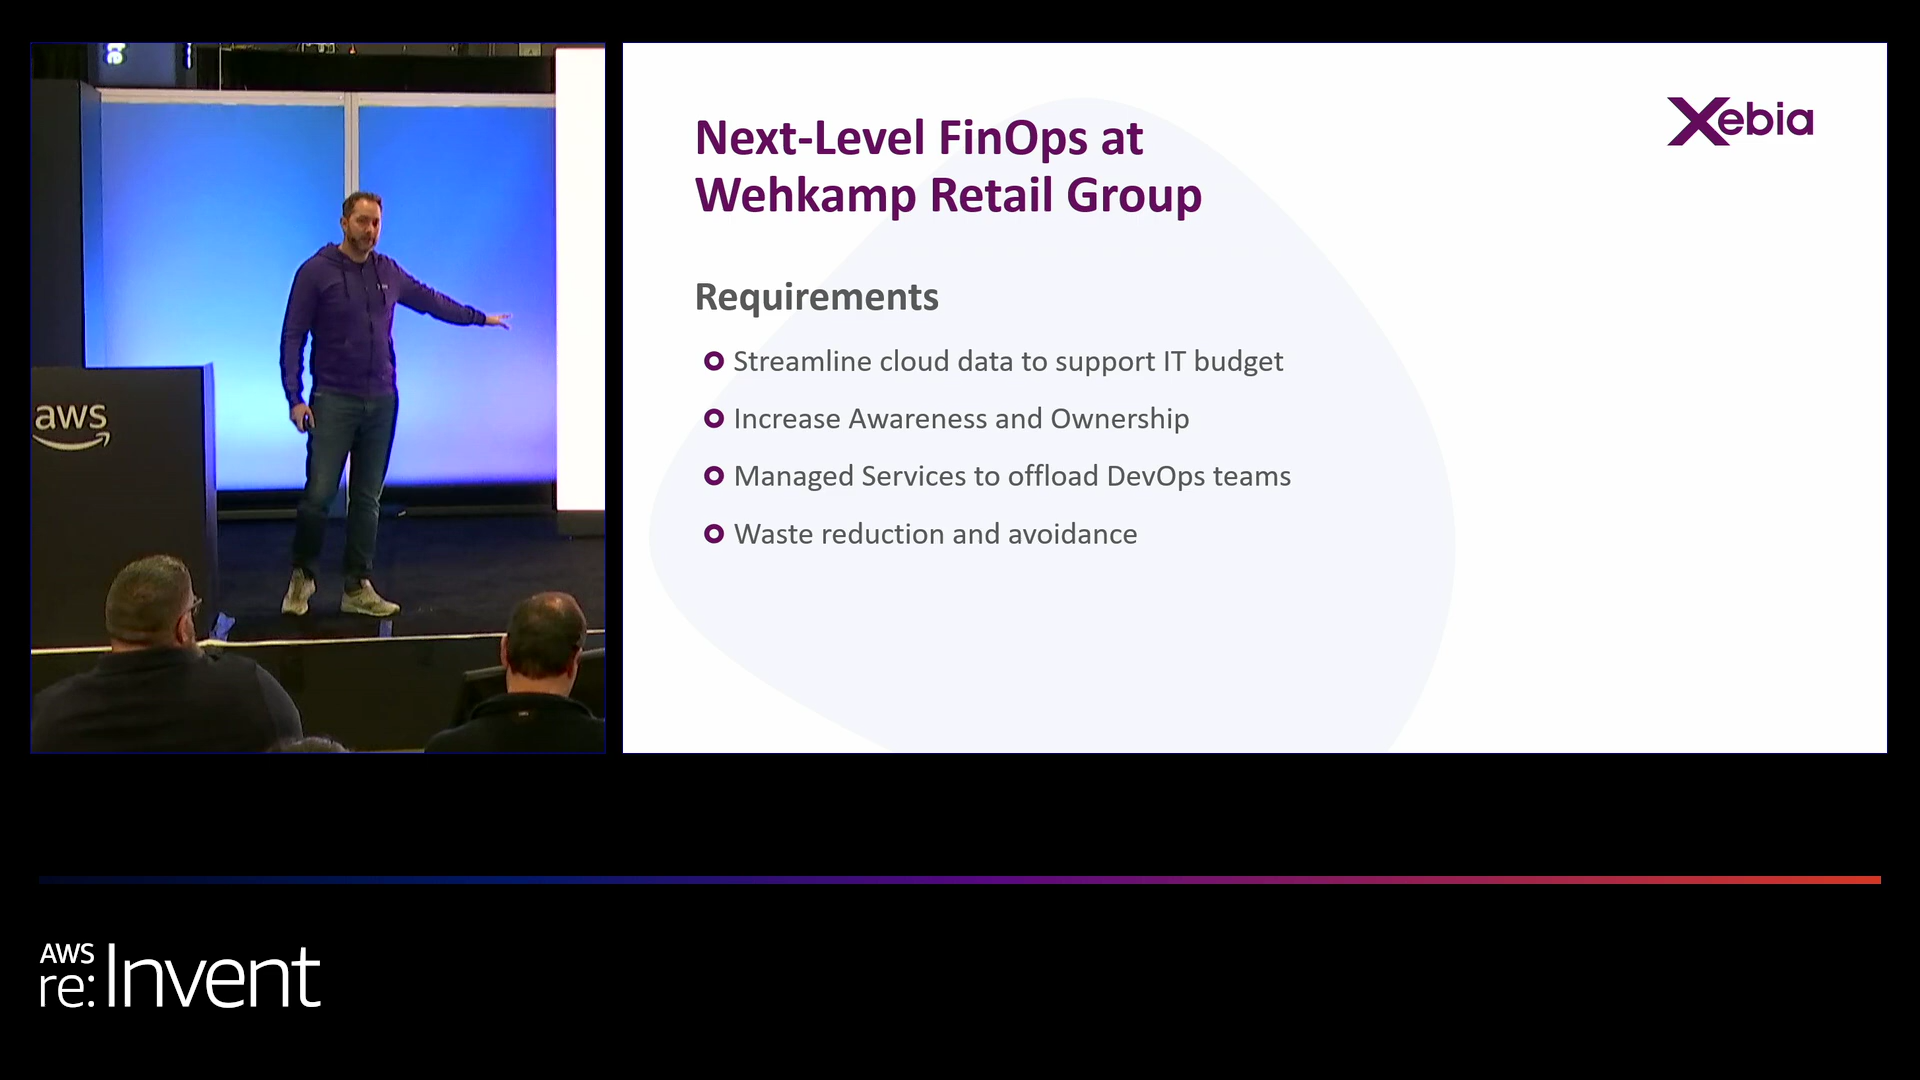 aws
Xebia
Next-Level FinOps at
Wehkamp Retail Group
Requirements
Streamline cloud data to support IT budget
Increase Awareness and Ownership
Managed Services to offload DevOps teams
Waste reduction and avoidance
AWS
re:Invent